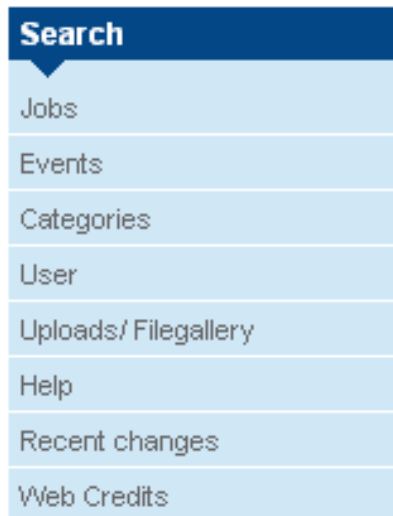 Search
Jobs
Events
Categories
User
Uploads/ Filegallery
Help
Recent changes
Web Credits